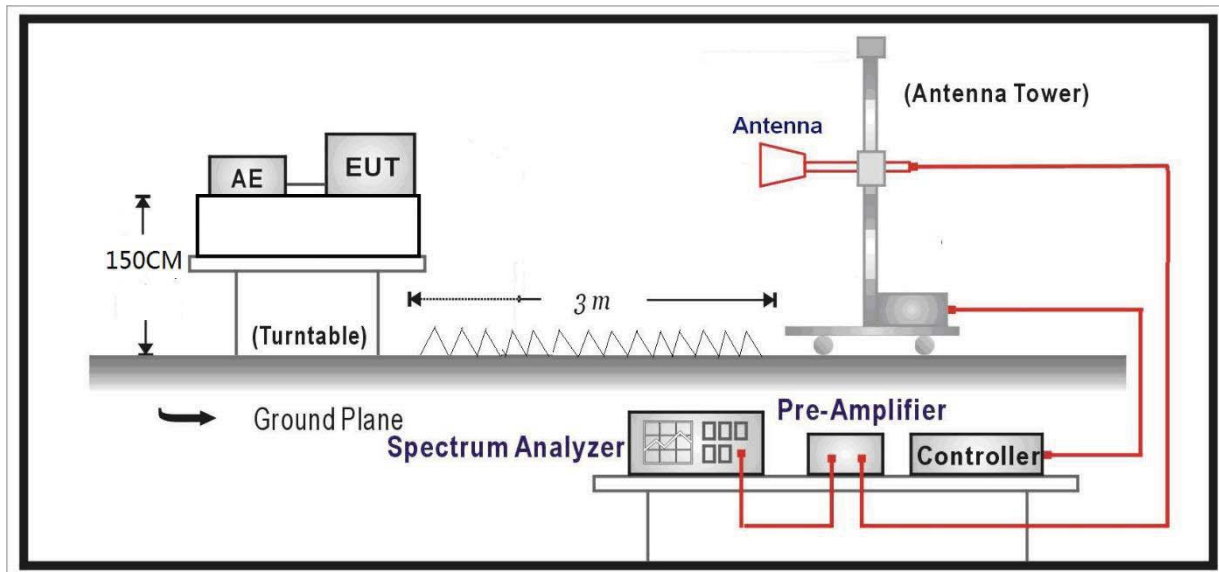 (Antenna Tower)
Antenna
AE
EUT
150CM
3 m
(Turntable)
Ground Plane
Pre-Amplifier
Spectrum Analyzer
Controller